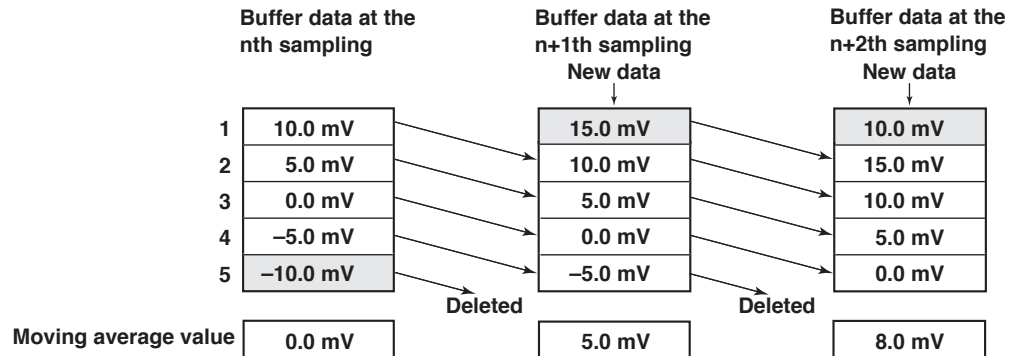 Buffer data at the
nth sampling
Buffer data at the
n+1th sampling
New data
Buffer data at the
n+2th sampling
New data
1 10.0 mV 15.0 mV 10.0 mV
2 5.0 mV 10.0 mV 15.0 mV
3 0.0 mV 5.0 mV 10.0 mV
4 –5.0 mV 0.0 mV 5.0 mV
5 –10.0 mV –5.0 mV 0.0 mV
Deleted Deleted
Moving average value 0.0 mV 5.0 mV 8.0 mV